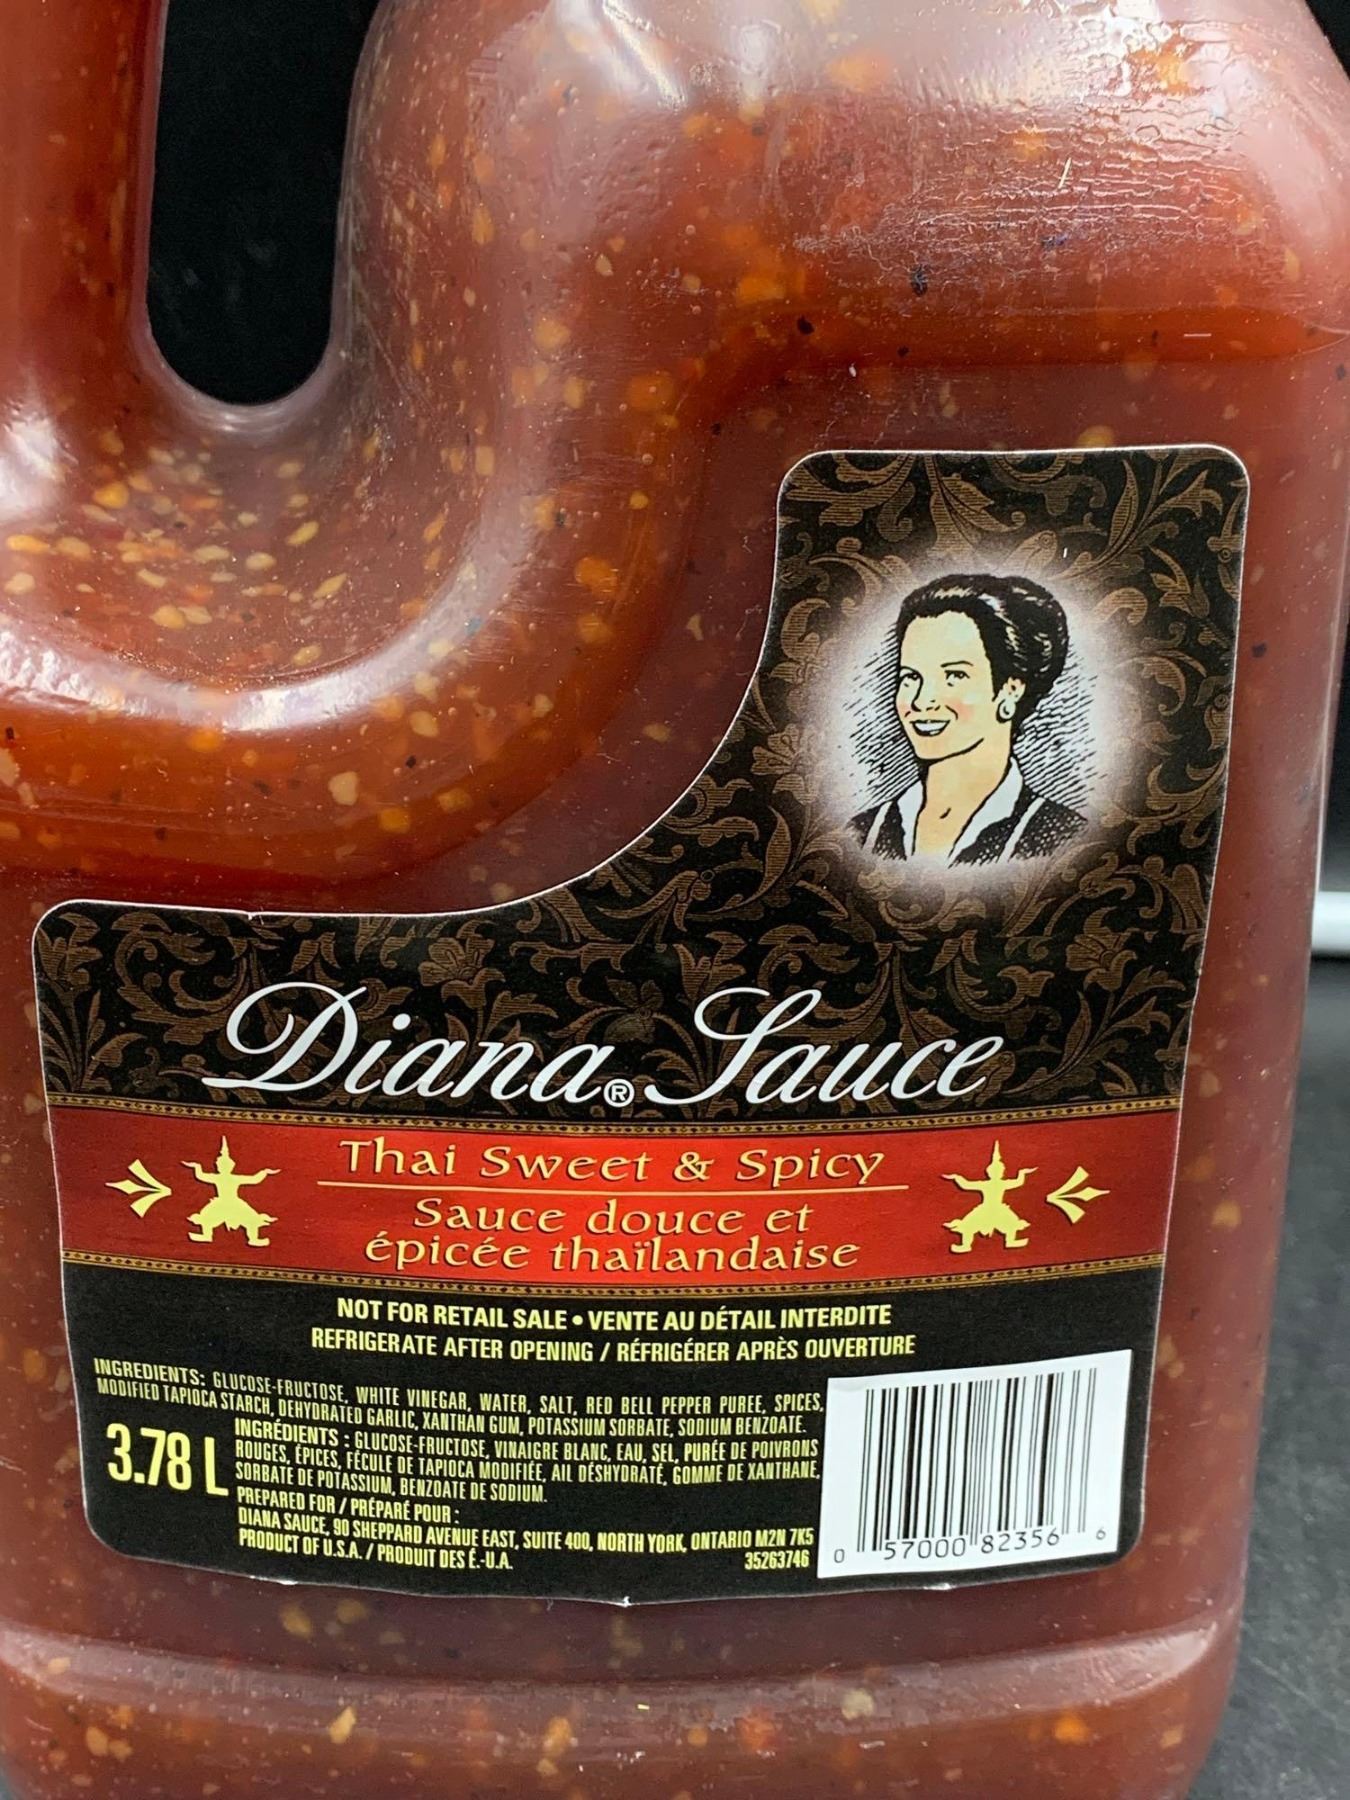 Diana® Sauce
Thai Sweet & Spicy
Sauce douce et
épicée thaïlandaise
NOT FOR RETAIL SALE • VENTE AU DÉTAIL INTERDITE
REFRIGERATE AFTER OPENING / RÉFRIGÉRER APRÈS OUVERTURE
INGREDIENTS: GLUCOSE-FRUCTOSE, WHITE VINEGAR, WATER, SALT, RED BELL PEPPER PUREE, SPICES,
MODIFIED TAPIOCA STARCH, DEHYDRATED GARLIC, XANTHAN GUM, POTASSIUM SORBATE, SODIUM BENZOATE.
3.78 L
INGRÉDIENTS : GLUCOSE-FRUCTOSE, VINAIGRE BLANC, EAU, SEL, PURÉE DE POIVRONS
ROUGES, ÉPICES, FÉCULE DE TAPIOCA MODIFIÉE, AIL DÉSHYDRATÉ, GOMME DE XANTHANE,
SORBATE DE POTASSIUM, BENZOATE DE SODIUM.
PREPARED FOR / PRÉPARÉ POUR :
DIANA SAUCE, 90 SHEPPARD AVENUE EAST, SUITE 400, NORTH YORK, ONTARIO M2N 7K5
PRODUCT OF U.S.A. / PRODUIT DES É.-U.A.
35263746
0 57000 82356 6